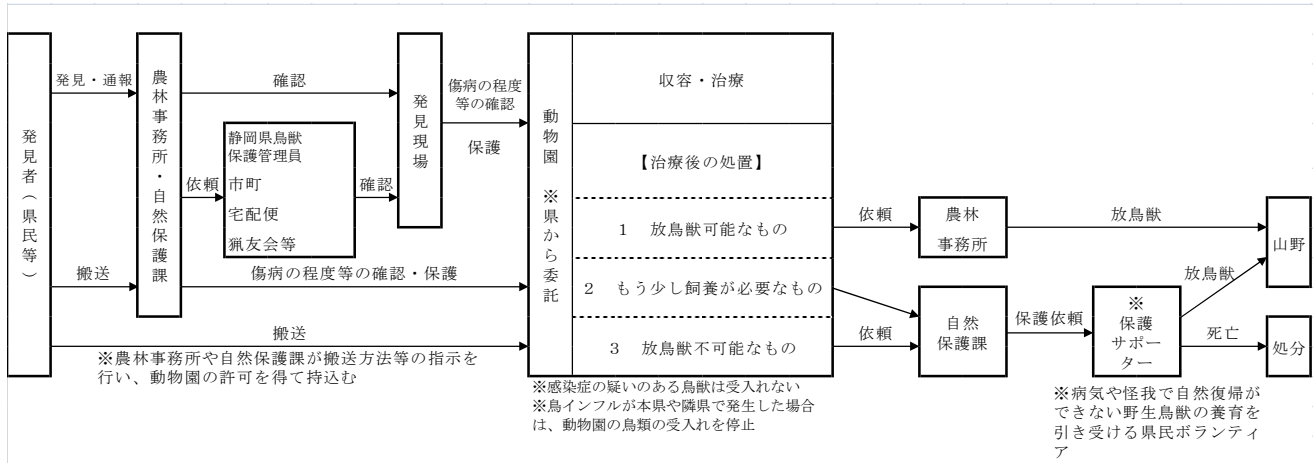 発見者(県民等)
発見・通報
搬送
農林事務所・自然保護課
確認
依頼
静岡県鳥獣
保護管理員
市町
宅配便
猟友会等
確認
発見現場
傷病の程度
等の確認
保護
傷病の程度等の確認・保護
搬送
※農林事務所や自然保護課が搬送方法等の指示を
行い、動物園の許可を得て持込む
動物園 ※県から委託
収容・治療
【治療後の処置】
1 放鳥獣可能なもの
2 もう少し飼養が必要なもの
3 放鳥獣不可能なもの
※感染症の疑いのある鳥獣は受入れない
※鳥インフルが本県や隣県で発生した場合
は、動物園の鳥類の受入れを停止
依頼
農林
事務所
放鳥獣
山野
依頼
自然
保護課
保護依頼
※
保護
サポー
ター
放鳥獣
死亡
処分
※病気や怪我で自然復帰が
できない野生鳥獣の養育を
引き受ける県民ボランティ
ア